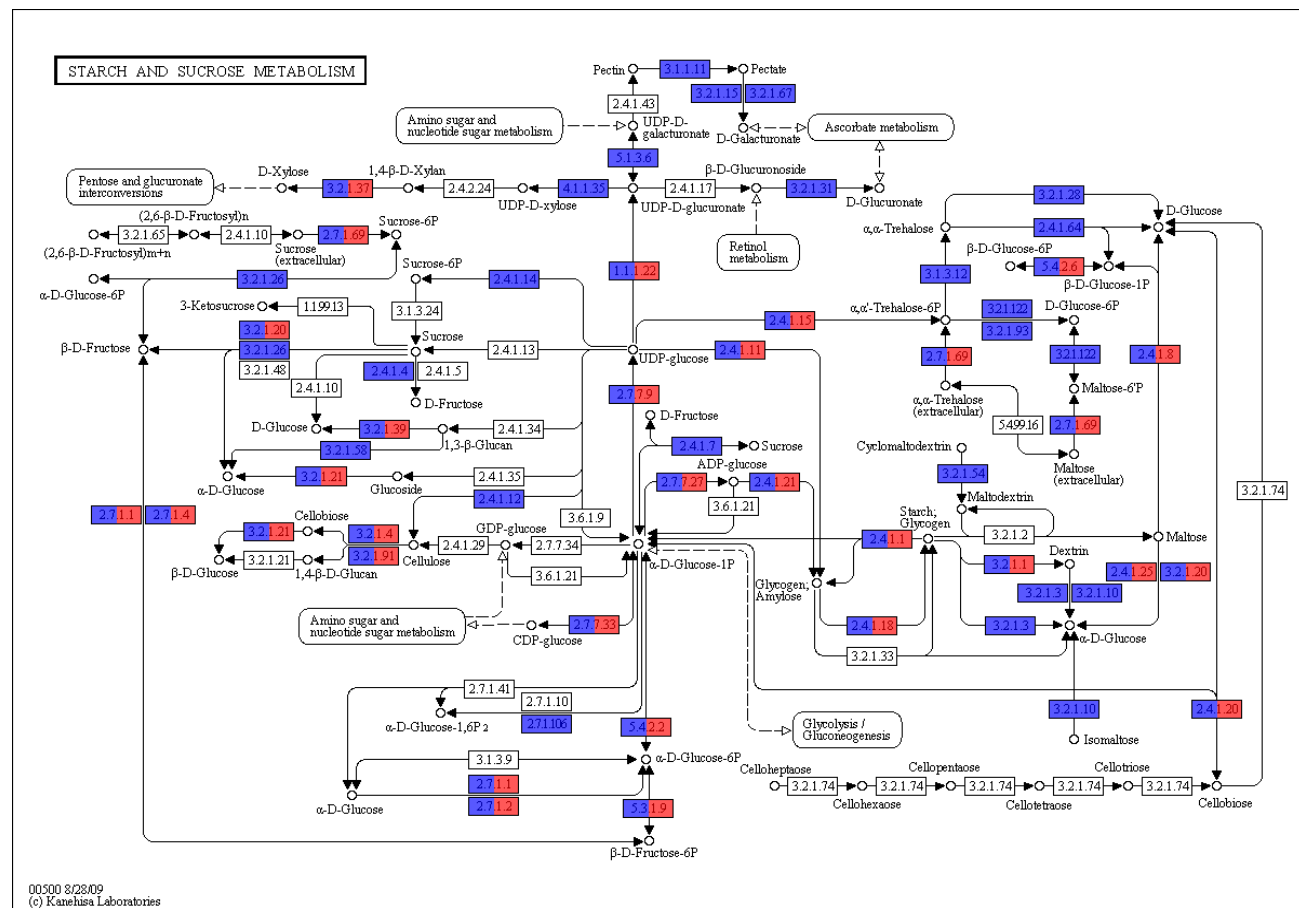 STARCH AND SUCROSE METABOLISM
Pectin
3.1.1.11
Pectate
3.2.1.15
3.2.1.67
2.4.1.43
Amino sugar and
nucleotide sugar metabolism
UDP-D-
galacturonate
D-Galacturonate
Ascorbate metabolism
5.1.3.6
Pentose and glucuronate
interconversions
D-Xylose
3.2.1.37
1,4-β-D-Xylan
2.4.2.24
UDP-D-xylose
4.1.1.35
2.4.1.17
UDP-D-glucuronate
β-D-Glucuronoside
3.2.1.31
D-Glucuronate
Retinol
metabolism
3.2.1.28
D-Glucose
α,α-Trehalose
2.4.1.64
β-D-Glucose-6P
5.4.2.6
β-D-Glucose-1P
(2,6-β-D-Fructosyl)n
3.2.1.65
2.4.1.10
2.7.1.69
Sucrose-6P
(2,6-β-D-Fructosyl)m+n
Sucrose
(extracellular)
α-D-Glucose-6P
3.2.1.26
Sucrose-6P
2.4.1.14
1.1.1.22
3.1.3.12
3-Ketosucrose
1.1.99.13
3.1.3.24
2.4.1.15
α,α'-Trehalose-6P
3.2.1.122
3.2.1.93
D-Glucose-6P
β-D-Fructose
3.2.1.20
3.2.1.26
3.2.1.48
Sucrose
2.4.1.13
UDP-glucose
2.4.1.11
2.7.1.69
3.2.1.122
2.4.1.8
2.4.1.4
2.4.1.5
2.4.1.10
D-Fructose
2.7.7.9
α,α-Trehalose
(extracellular)
Maltose-6'P
D-Glucose
3.2.1.39
1,3-β-Glucan
2.4.1.34
3.2.1.58
D-Fructose
2.4.1.7
Sucrose
5.4.99.16
2.7.1.69
Maltose
(extracellular)
α-D-Glucose
3.2.1.21
Glucoside
2.4.1.35
2.4.1.12
ADP-glucose
2.7.7.27
2.4.1.21
3.6.1.21
Cyclomaltodextrin
3.2.1.54
Maltodextrin
3.2.1.2
3.2.1.74
2.7.1.1
2.7.1.4
Cellobiose
3.2.1.21
3.2.1.4
3.2.1.91
3.2.1.21
β-D-Glucose
1,4-β-D-Glucan
Cellulose
2.4.1.29
GDP-glucose
2.7.7.34
3.6.1.9
3.6.1.21
α-D-Glucose-1P
Starch;
Glycogen
2.4.1.1
Maltose
Glycogen;
Amylose
3.2.1.1
Dextrin
3.2.1.3
3.2.1.10
2.4.1.25
3.2.1.20
Amino sugar and
nucleotide sugar metabolism
CDP-glucose
2.7.7.33
2.4.1.18
3.2.1.3
α-D-Glucose
3.2.1.33
2.7.1.41
2.7.1.10
2.7.1.106
α-D-Glucose-1,6P2
5.4.2.2
Glycolysis /
Gluconeogenesis
3.2.1.10
Isomaltose
2.4.1.20
3.1.3.9
α-D-Glucose-6P
2.7.1.1
2.7.1.2
α-D-Glucose
5.3.1.9
β-D-Fructose-6P
Celloheptaose
3.2.1.74
Cellohexaose
3.2.1.74
Cellopentaose
3.2.1.74
Cellotetraose
3.2.1.74
Cellotriose
3.2.1.74
Cellobiose
00500 8/28/09
(c) Kanehisa Laboratories